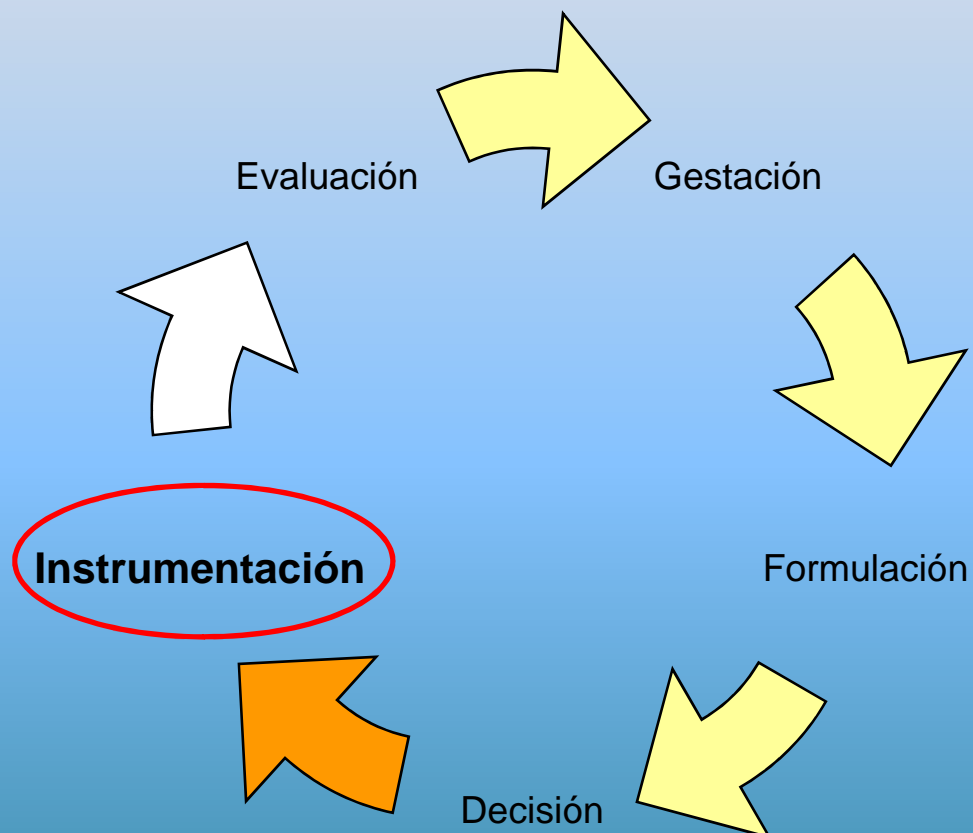 Evaluación
Gestación
Instrumentación
Formulación
Decisión